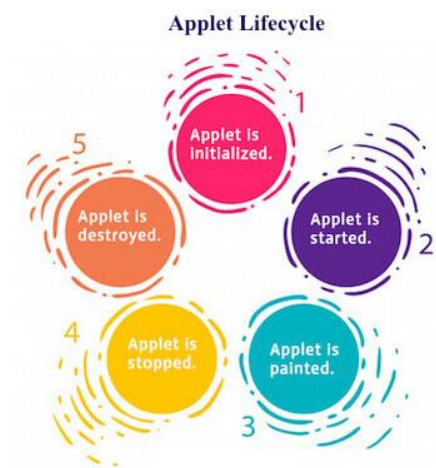 Applet Lifecycle
1
Applet is
initialized.
2
Applet is
started.
3
Applet is
painted.
4
Applet is
stopped.
5
Applet is
destroyed.